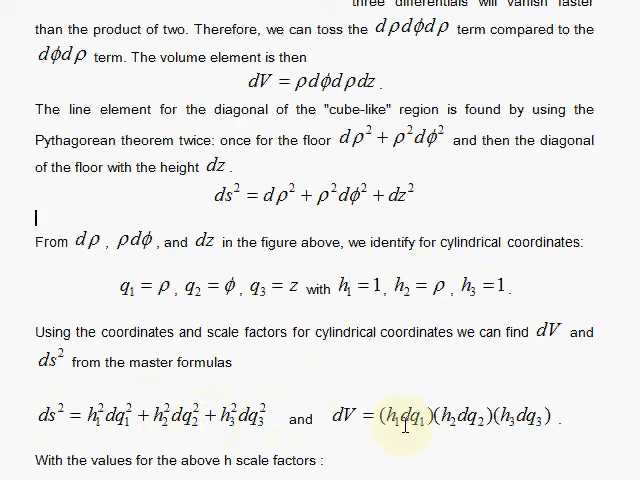 three differentials will vanish faster
than the product of two. Therefore, we can toss the dρdϕdρ term compared to the
dϕdρ term. The volume element is then
dV = ρdϕdρdz .
The line element for the diagonal of the "cube-like" region is found by using the
Pythagorean theorem twice: once for the floor dρ² + ρ²dϕ² and then the diagonal
of the floor with the height dz .
ds² = dρ² + ρ²dϕ² + dz²
From dρ , ρdϕ , and dz in the figure above, we identify for cylindrical coordinates:
q₁ = ρ , q₂ = ϕ , q₃ = z with h₁ = 1 , h₂ = ρ , h₃ = 1 .
Using the coordinates and scale factors for cylindrical coordinates we can find dV and
ds² from the master formulas
ds² = h₁²dq₁² + h₂²dq₂² + h₃²dq₃² and dV = (h₁dq₁)(h₂dq₂)(h₃dq₃) .
With the values for the above h scale factors :